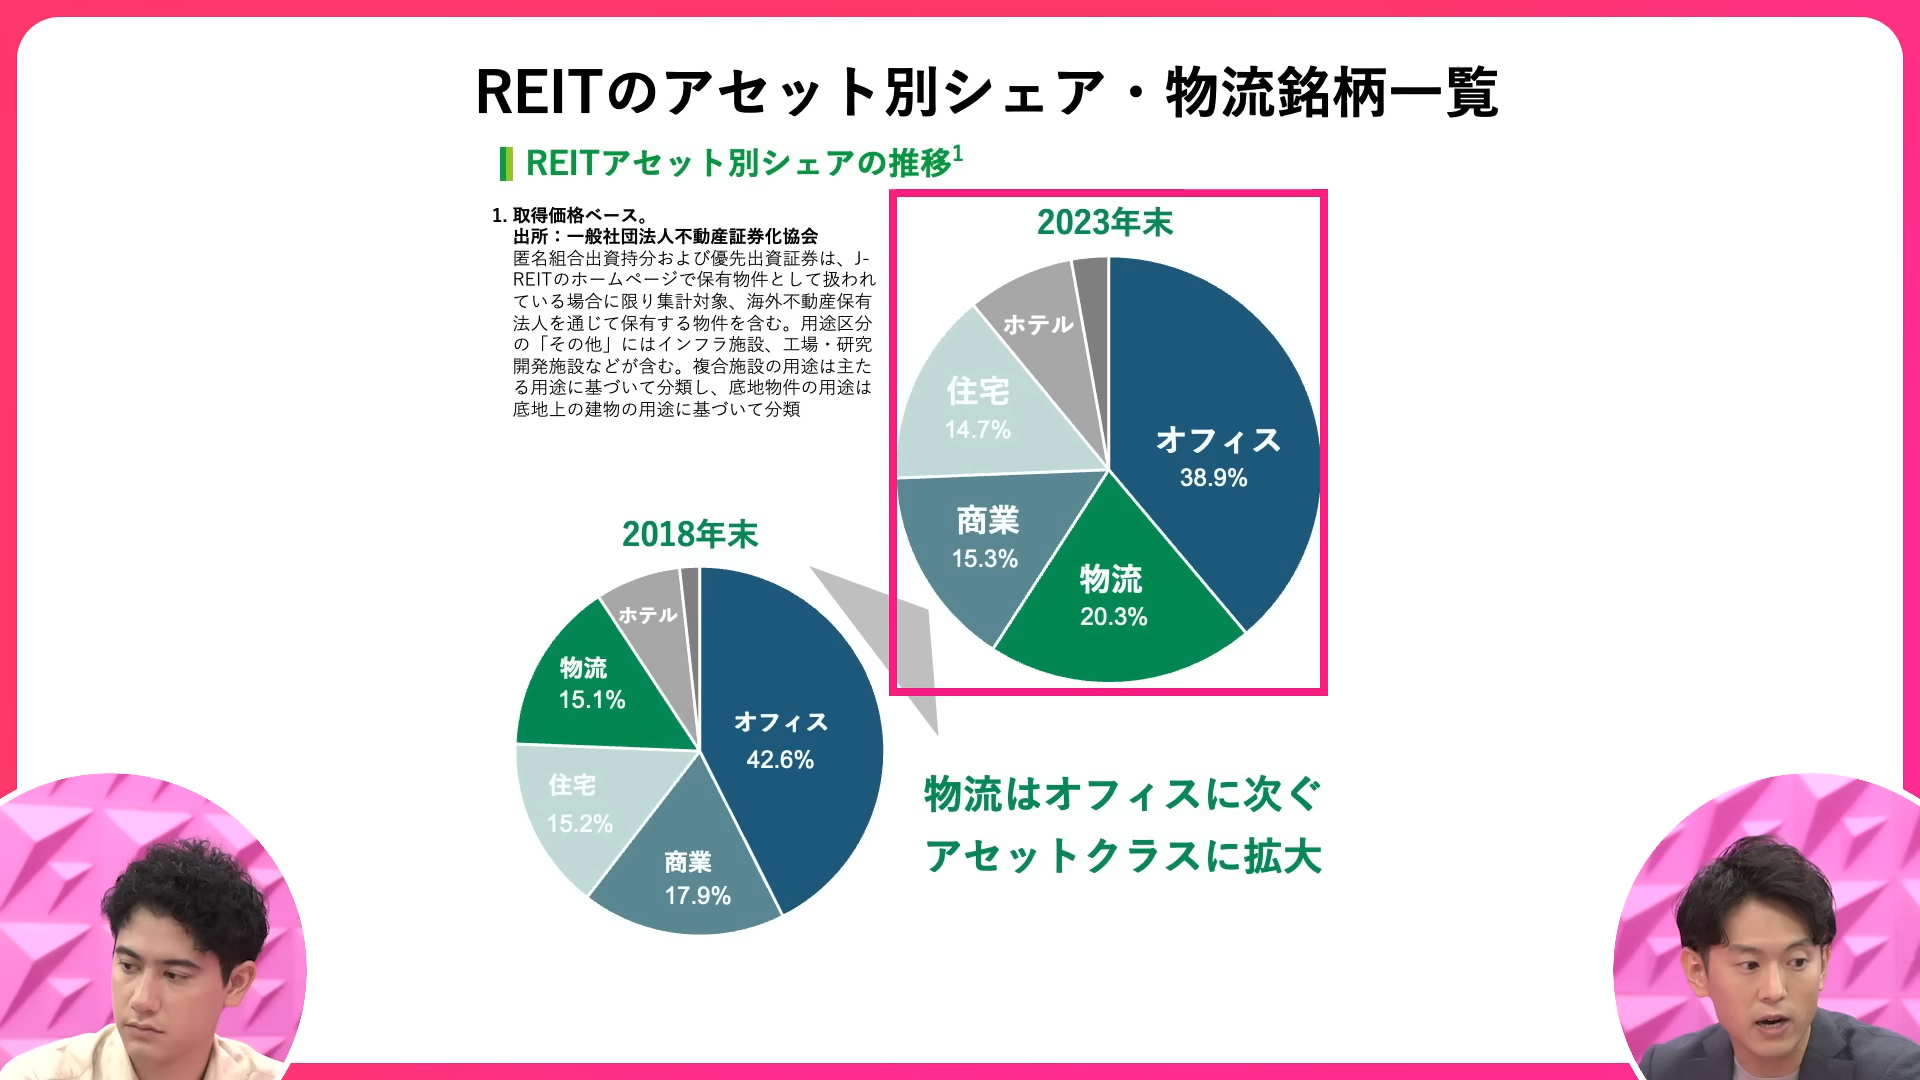 REITのアセット別シェア・物流銘柄一覧
REITアセット別シェアの推移1
1. 取得価格ベース。
出所：一般社団法人不動産証券化協会
匿名組合出資持分および優先出資証券は、J-
REITのホームページで保有物件として扱われ
ている場合に限り集計対象、海外不動産保有
法人を通じて保有する物件を含む。用途区分
の「その他」にはインフラ施設、工場・研究
開発施設などが含む。複合施設の用途は主た
る用途に基づいて分類し、底地物件の用途は
底地上の建物の用途に基づいて分類
2023年末
ホテル
住宅
14.7%
オフィス
38.9%
商業
15.3%
物流
20.3%
2018年末
ホテル
物流
15.1%
オフィス
42.6%
住宅
15.2%
商業
17.9%
物流はオフィスに次ぐ
アセットクラスに拡大